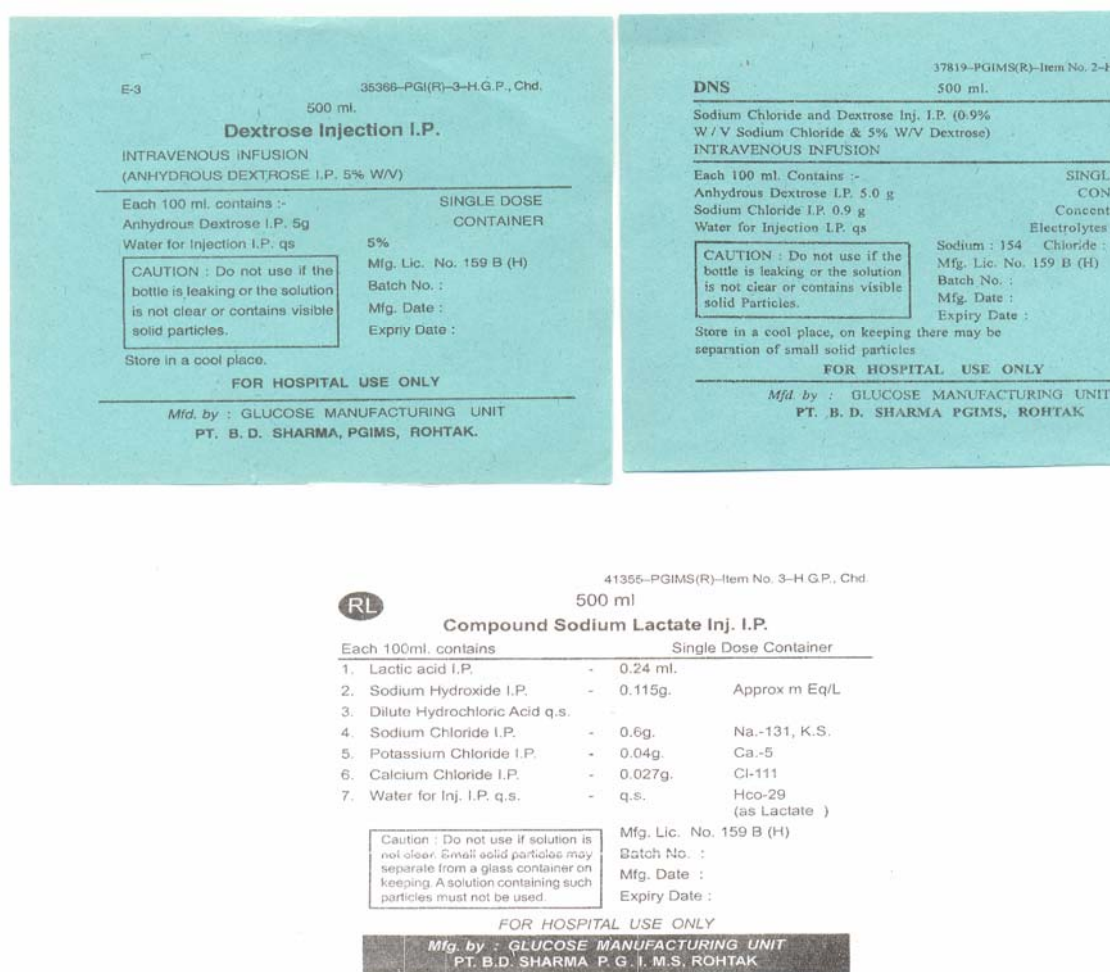 E-3 35366–PGI(R)–3–H.G.P., Chd.
500 ml.
Dextrose Injection I.P.
INTRAVENOUS INFUSION
(ANHYDROUS DEXTROSE I.P. 5% W/V)
Each 100 ml. contains :- SINGLE DOSE
Anhydrous Dextrose I.P. 5g CONTAINER
Water for Injection I.P. qs 5%
CAUTION : Do not use if the
bottle is leaking or the solution
is not clear or contains visible
solid particles.
Mfg. Lic. No. 159 B (H)
Batch No. :
Mfg. Date :
Expriy Date :
Store in a cool place.
FOR HOSPITAL USE ONLY
Mfd. by : GLUCOSE MANUFACTURING UNIT
PT. B. D. SHARMA, PGIMS, ROHTAK.
37819–PGIMS(R)–Item No. 2–H
DNS 500 ml.
Sodium Chloride and Dextrose Inj. I.P. (0.9%
W / V Sodium Chloride & 5% W/V Dextrose)
INTRAVENOUS INFUSION
Each 100 ml. Contains :- SINGL
Anhydrous Dextrose I.P. 5.0 g CON
Sodium Chloride I.P. 0.9 g Concent
Water for Injection I.P. qs Electrolytes
Sodium : 154 Chloride :
CAUTION : Do not use if the
bottle is leaking or the solution
is not clear or contains visible
solid Particles.
Mfg. Lic. No. 159 B (H)
Batch No. :
Mfg. Date :
Expiry Date :
Store in a cool place, on keeping there may be
separation of small solid particles
FOR HOSPITAL USE ONLY
Mfd. by : GLUCOSE MANUFACTURING UNIT
PT. B. D. SHARMA PGIMS, ROHTAK
41355–PGIMS(R)–Item No. 3–H.G.P., Chd.
RL 500 ml
Compound Sodium Lactate Inj. I.P.
Each 100ml. contains Single Dose Container
1. Lactic acid I.P. - 0.24 ml.
2. Sodium Hydroxide I.P. - 0.115g. Approx m Eq/L
3. Dilute Hydrochloric Acid q.s.
4. Sodium Chloride I.P. - 0.6g. Na.-131, K.S.
5. Potassium Chloride I.P. - 0.04g. Ca.-5
6. Calcium Chloride I.P. - 0.027g. Cl-111
7. Water for Inj. I.P. q.s. - q.s. Hco-29
(as Lactate )
Caution : Do not use if solution is
not clear. Small solid particles may
separate from a glass container on
keeping. A solution containing such
particles must not be used.
Mfg. Lic. No. 159 B (H)
Batch No. :
Mfg. Date :
Expiry Date :
FOR HOSPITAL USE ONLY
Mfg. by : GLUCOSE MANUFACTURING UNIT
PT. B.D. SHARMA P. G. I. M.S, ROHTAK